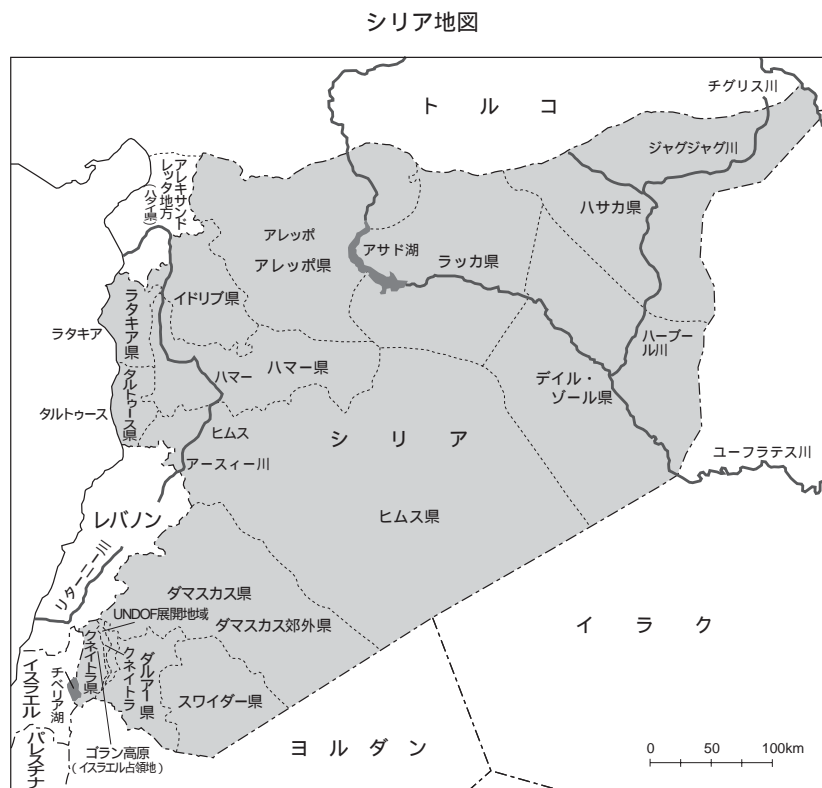 シリア地図
トルコ
チグリス川
ジャグジャグ川
アレキサンド
レッタ地方
(ハタイ県)
ハサカ県
アレッポ
アレッポ県
アサド湖
ラッカ県
イドリブ県
ラタキア
ラタキア県
ハーブー
ル川
ハマー
ハマー県
デイル・
ゾール県
タルトゥース
タルトゥース県
ヒムス
シリア
アースィー川
ユーフラテス川
レバノン
ヒムス県
リターニー川
ダマスカス県
UNDOF展開地域
ダマスカス郊外県
イラク
イスラエル
チベリア湖
クネイトラ県
クネイトラ
ダルアー県
スワイダー県
パレスチナ
ゴラン高原
(イスラエル占領地)
ヨルダン
0 50 100km